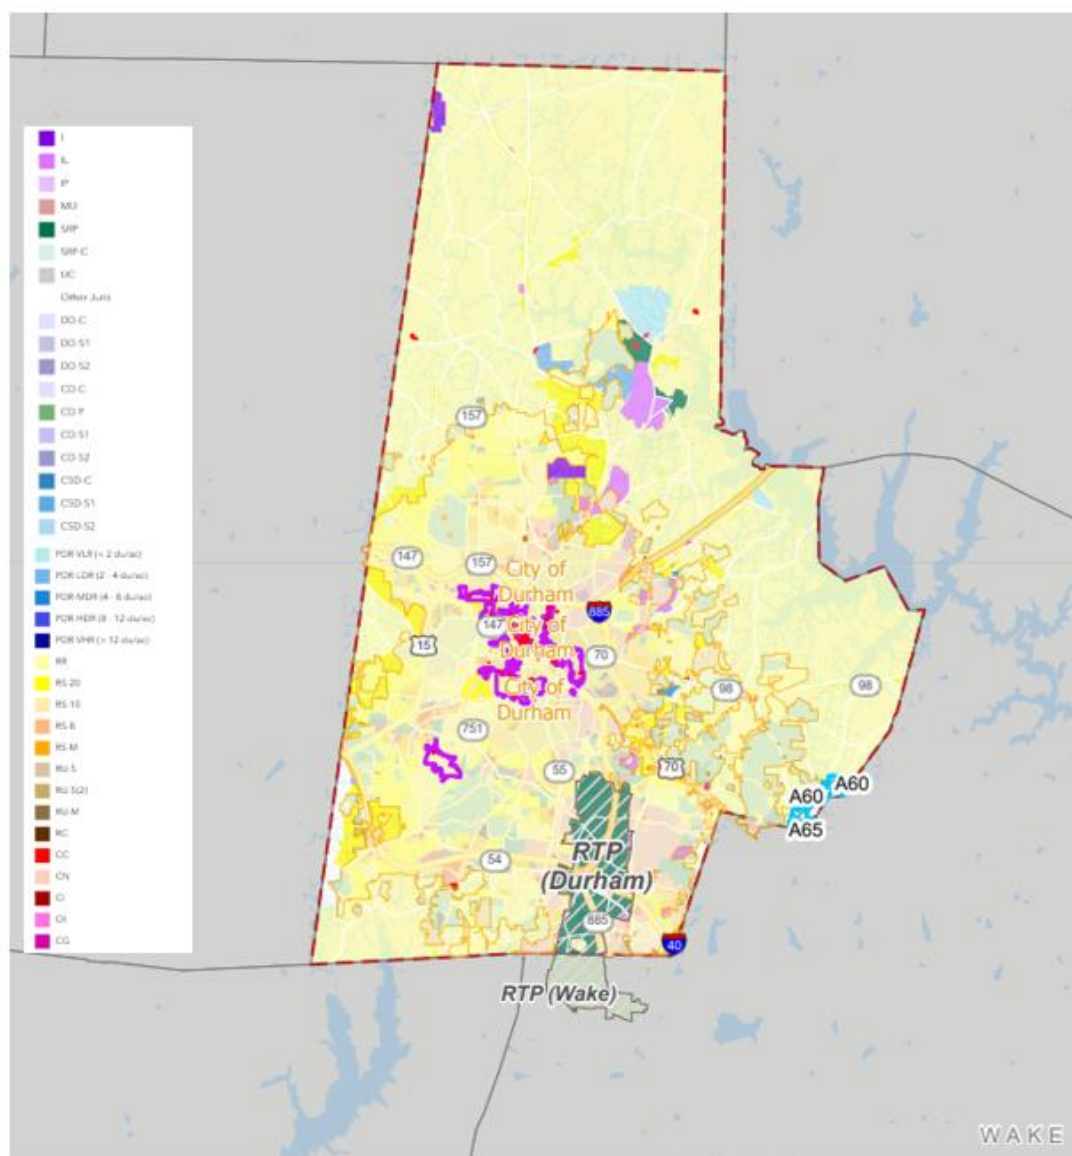 I
IL
IP
MU
SRP
SRP-C
UC
Other Juris
DO-C
DO-S1
DO-S2
CD-C
CD-P
CD-S1
CD-S2
CSD-C
CSD-S1
CSD-S2
PDR-VLR (< 2 du/ac)
PDR-LDR (2 - 4 du/ac)
PDR-MDR (4 - 8 du/ac)
PDR-HDR (8 - 12 du/ac)
PDR-VHR (> 12 du/ac)
RR
RS-20
RS-10
RS-8
RS-M
RU-5
RU-5(2)
RU-M
RC
CC
CN
CI
OI
CG
157
147
157
City of
Durham
885
147
City of
Durham
15
70
City of
Durham
98
98
751
55
70
A60
A60
A65
54
RTP
(Durham)
885
40
RTP (Wake)
WAKE